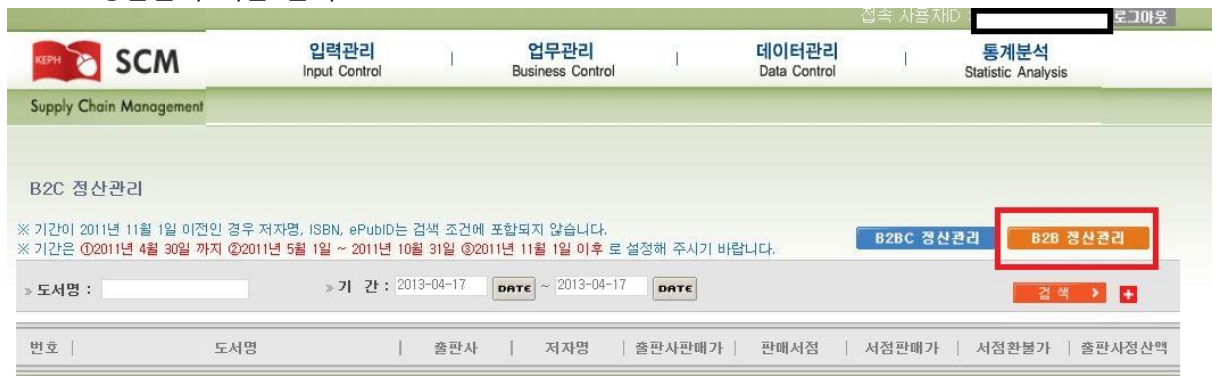 접속 사용자ID : 로그아웃
KEPH SCM
입력관리 | 업무관리 | 데이터관리 | 통계분석
Input Control Business Control Data Control Statistic Analysis
Supply Chain Management
B2C 정산관리
※ 기간이 2011년 11월 1일 이전인 경우 저자명, ISBN, ePubID는 검색 조건에 포함되지 않습니다.
※ 기간은 ①2011년 4월 30일 까지 ②2011년 5월 1일 ~ 2011년 10월 31일 ③2011년 11월 1일 이후 로 설정해 주시기 바랍니다.
B2BC 정산관리 B2B 정산관리
» 도서명 : » 기 간 : 2013-04-17 DATE ~ 2013-04-17 DATE 검색 > +
번호 | 도서명 | 출판사 | 저자명 | 출판사판매가 | 판매서점 | 서점판매가 | 서점환불가 | 출판사정산액